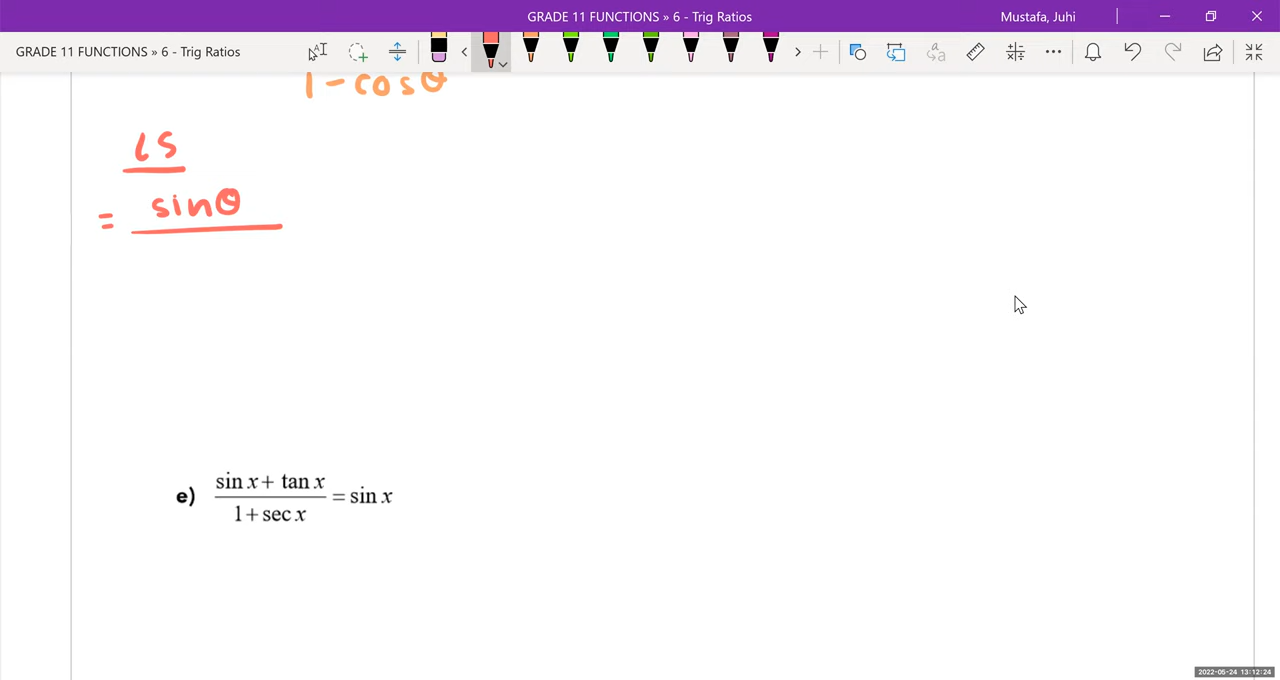 GRADE 11 FUNCTIONS » 6 - Trig Ratios
Mustafa, Juhi
GRADE 11 FUNCTIONS » 6 - Trig Ratios
1 - cosθ
LS
= sinθ
e) sin x + tan x / 1 + sec x = sin x
2022-05-24 13:12:24